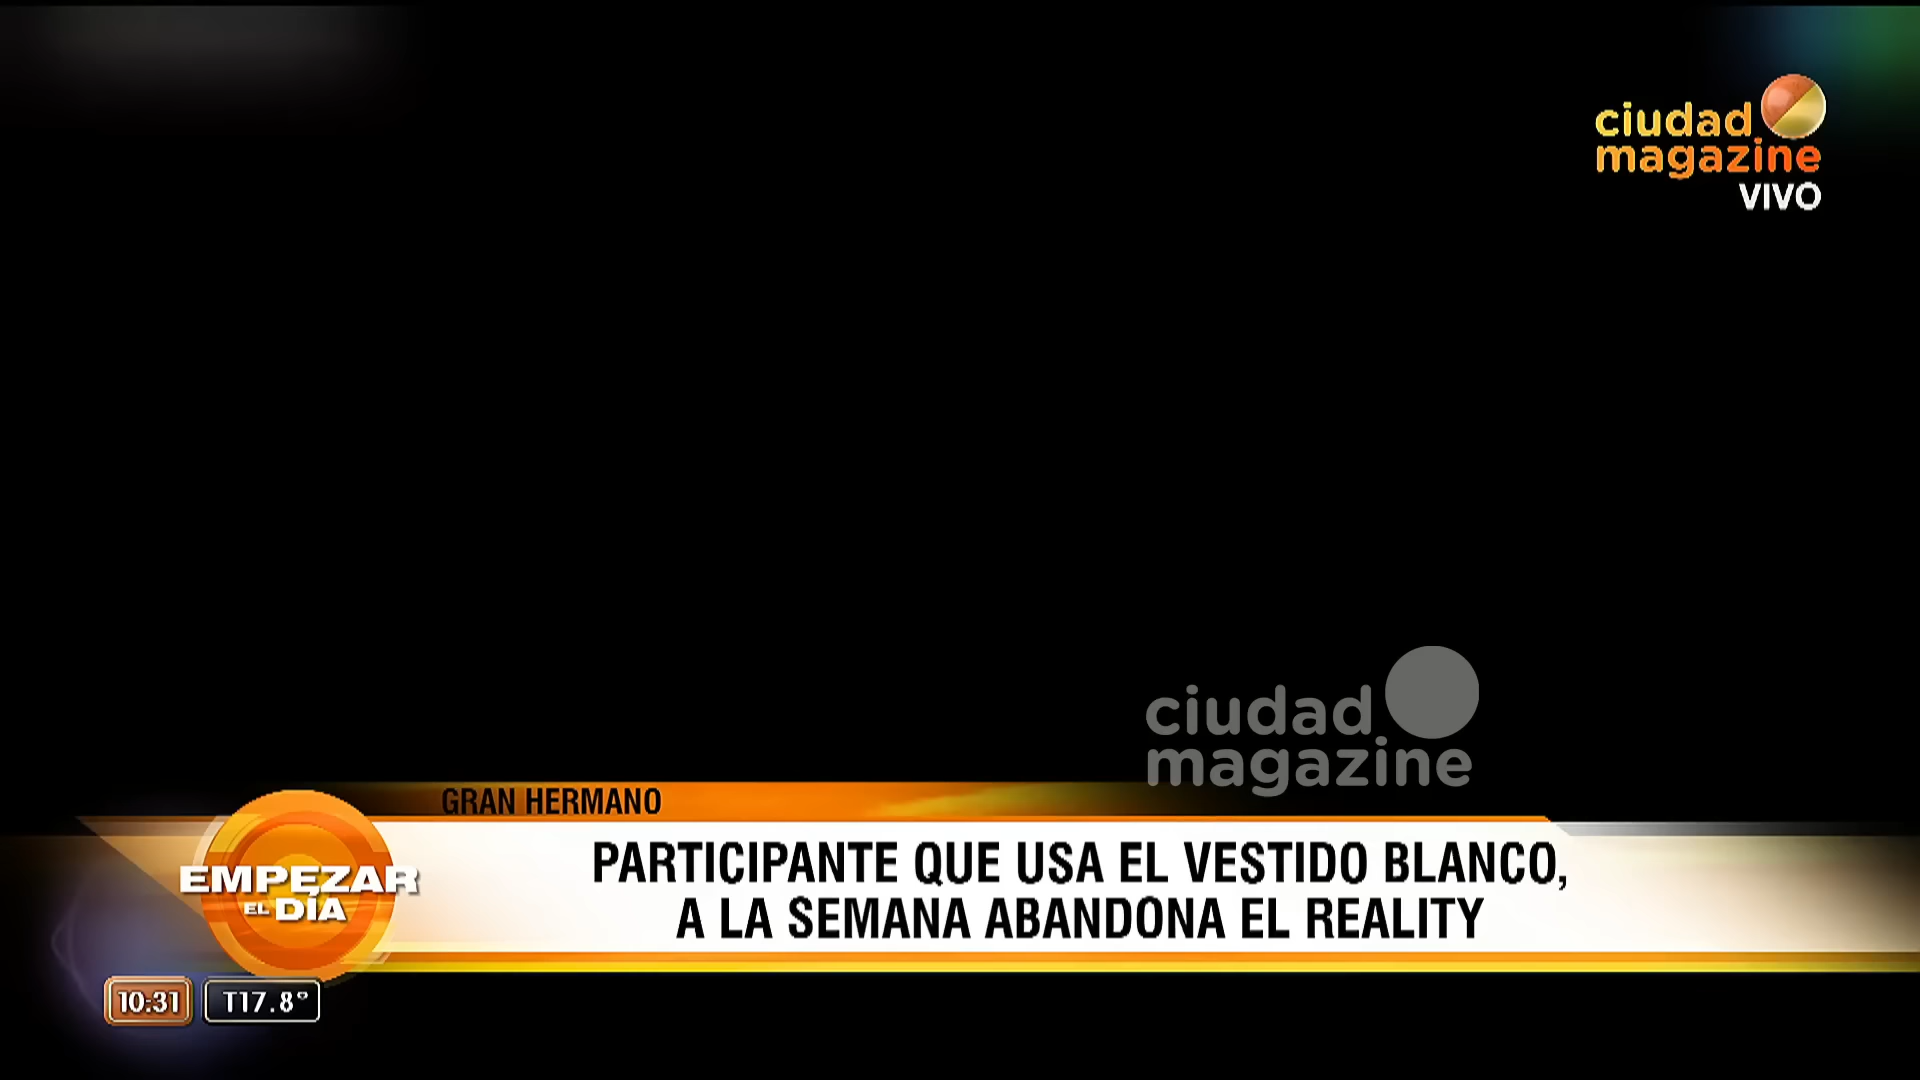 ciudad
magazine
VIVO
ciudad
magazine
GRAN HERMANO
PARTICIPANTE QUE USA EL VESTIDO BLANCO,
A LA SEMANA ABANDONA EL REALITY
EMPEZAR
EL DÍA
10:31
T17.8°